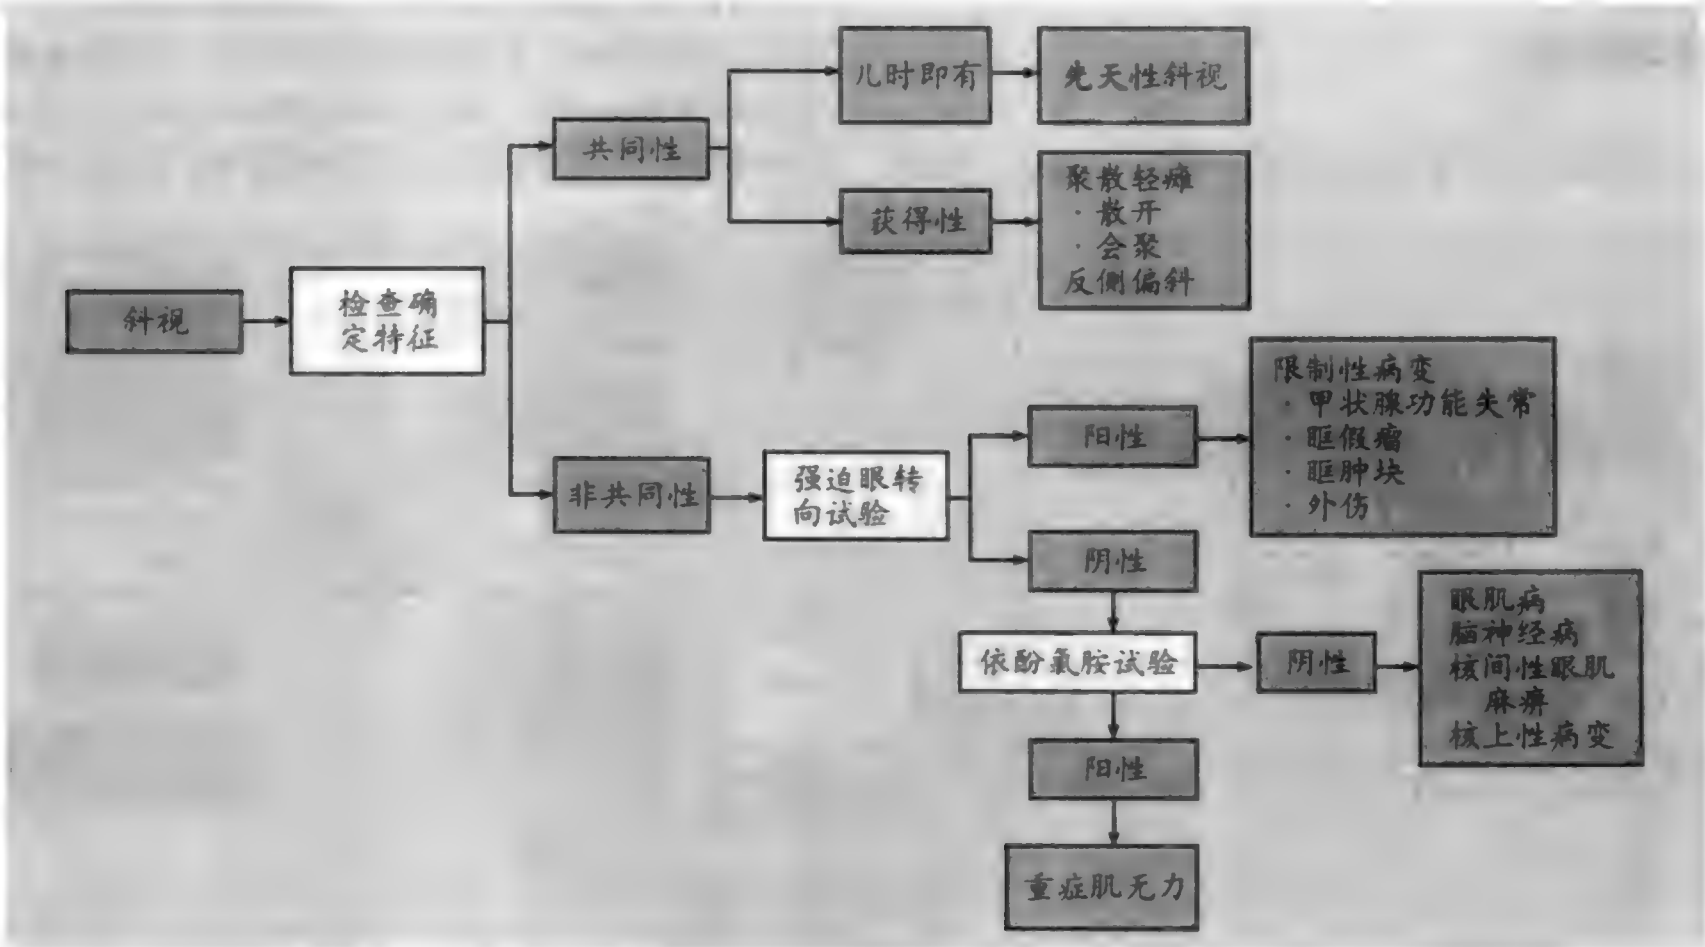 斜视
检查确
定特征
共同性
儿时即有
先天性斜视
获得性
聚散轻瘫
·散开
·会聚
反侧偏斜
非共同性
强迫眼转
向试验
阳性
限制性病变
·甲状腺功能失常
·眶假瘤
·眶肿块
·外伤
阴性
依酚氯胺试验
阴性
眼肌病
脑神经病
核间性眼肌
麻痹
核上性病变
阳性
重症肌无力